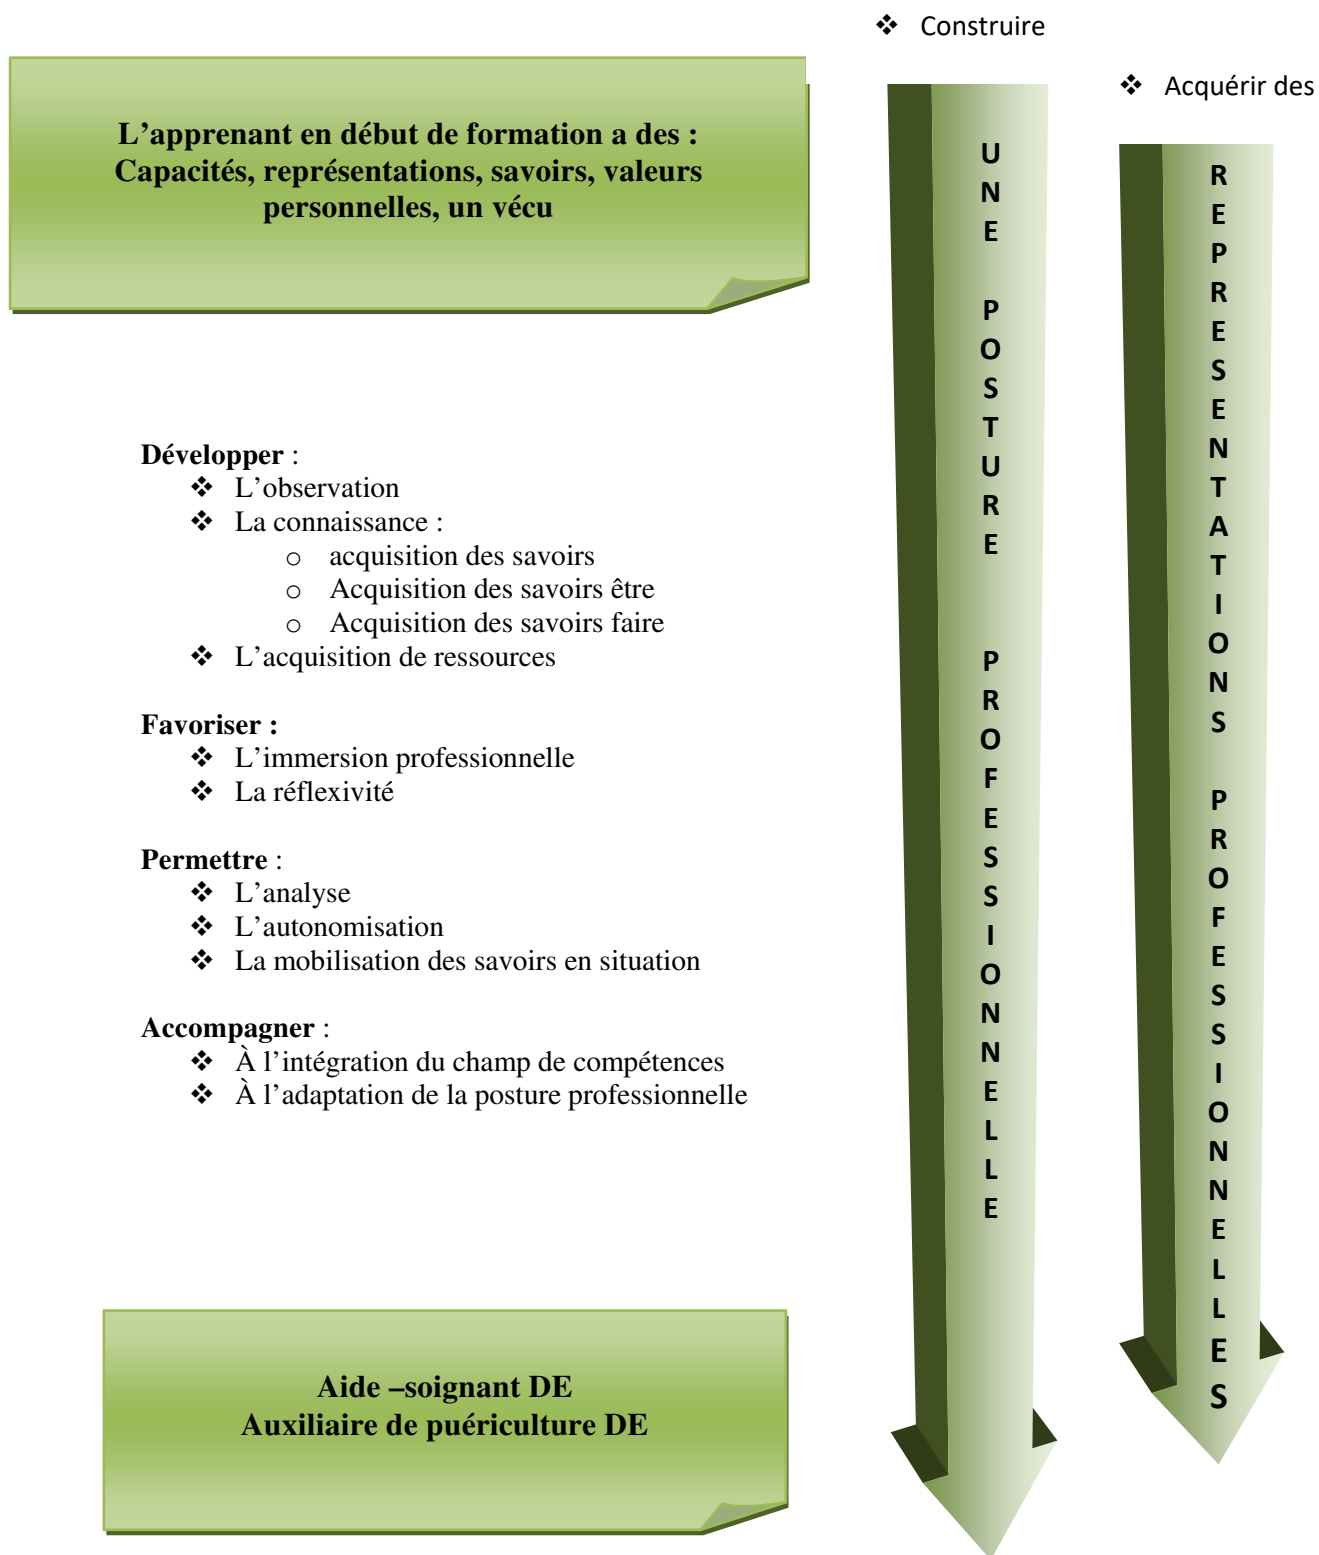 ❖ Construire
❖ Acquérir des
L'apprenant en début de formation a des :
Capacités, représentations, savoirs, valeurs
personnelles, un vécu
Développer :
❖ L'observation
❖ La connaissance :
o acquisition des savoirs
o Acquisition des savoirs être
o Acquisition des savoirs faire
❖ L'acquisition de ressources
Favoriser :
❖ L'immersion professionnelle
❖ La réflexivité
Permettre :
❖ L'analyse
❖ L'autonomisation
❖ La mobilisation des savoirs en situation
Accompagner :
❖ À l'intégration du champ de compétences
❖ À l'adaptation de la posture professionnelle
Aide –soignant DE
Auxiliaire de puériculture DE
UNE POSTURE PROFESSIONNELLE
REPRESENTATIONS PROFESSIONNELLES